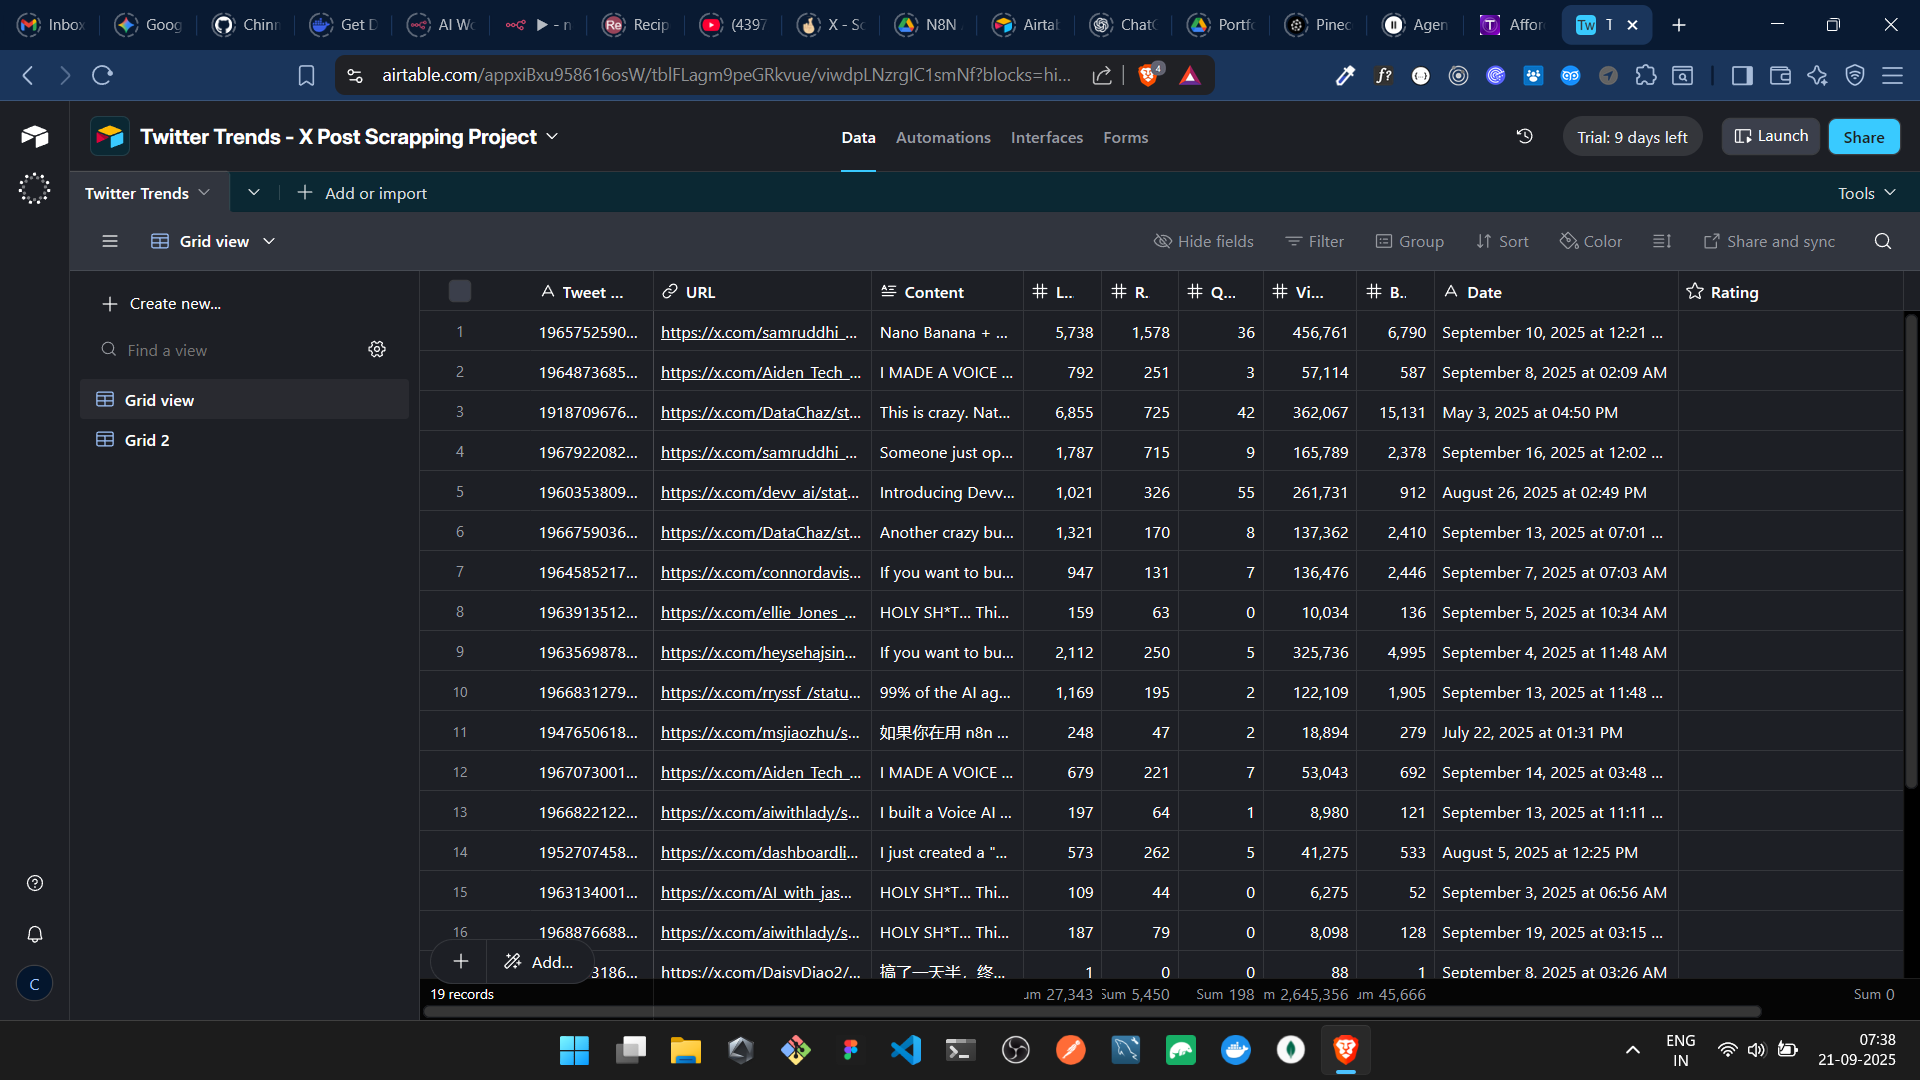 Inbox Goog Chinn Get D AI Wo ▶ - n Recip (4397 X - Sc N8N Airtab ChatG Portfo Pinec Agen Affor T
airtable.com/appxiBxu958616osW/tblFLagm9peGRkvue/viwdpLNzrgIC1smNf?blocks=hi... 4
Twitter Trends - X Post Scrapping Project Data Automations Interfaces Forms Trial: 9 days left Launch Share
Twitter Trends Add or import Tools
Grid view Hide fields Filter Group Sort Color Share and sync
Create new...
Find a view
Grid view
Grid 2
Tweet ... URL Content L.. R. Q... Vi... B.. Date Rating
1 1965752590... https://x.com/samruddhi_... Nano Banana + ... 5,738 1,578 36 456,761 6,790 September 10, 2025 at 12:21 ...
2 1964873685... https://x.com/Aiden_Tech_... I MADE A VOICE ... 792 251 3 57,114 587 September 8, 2025 at 02:09 AM
3 1918709676... https://x.com/DataChaz/st... This is crazy. Nat... 6,855 725 42 362,067 15,131 May 3, 2025 at 04:50 PM
4 1967922082... https://x.com/samruddhi_... Someone just op... 1,787 715 9 165,789 2,378 September 16, 2025 at 12:02 ...
5 1960353809... https://x.com/devv_ai/stat... Introducing Devv... 1,021 326 55 261,731 912 August 26, 2025 at 02:49 PM
6 1966759036... https://x.com/DataChaz/st... Another crazy bu... 1,321 170 8 137,362 2,410 September 13, 2025 at 07:01 ...
7 1964585217... https://x.com/connordavis... If you want to bu... 947 131 7 136,476 2,446 September 7, 2025 at 07:03 AM
8 1963913512... https://x.com/ellie_Jones_... HOLY SH*T... Thi... 159 63 0 10,034 136 September 5, 2025 at 10:34 AM
9 1963569878... https://x.com/heysehajsin... If you want to bu... 2,112 250 5 325,736 4,995 September 4, 2025 at 11:48 AM
10 1966831279... https://x.com/rryssf_/statu... 99% of the AI ag... 1,169 195 2 122,109 1,905 September 13, 2025 at 11:48 ...
11 1947650618... https://x.com/msjiaozhu/s... 如果你在用 n8n ... 248 47 2 18,894 279 July 22, 2025 at 01:31 PM
12 1967073001... https://x.com/Aiden_Tech_... I MADE A VOICE ... 679 221 7 53,043 692 September 14, 2025 at 03:48 ...
13 1966822122... https://x.com/aiwithlady/s... I built a Voice AI ... 197 64 1 8,980 121 September 13, 2025 at 11:11 ...
14 1952707458... https://x.com/dashboardli... I just created a "... 573 262 5 41,275 533 August 5, 2025 at 12:25 PM
15 1963134001... https://x.com/AI_with_jas... HOLY SH*T... Thi... 109 44 0 6,275 52 September 3, 2025 at 06:56 AM
16 1968876688... https://x.com/aiwithlady/s... HOLY SH*T... Thi... 187 79 0 8,098 128 September 19, 2025 at 03:15 ...
Add... 3186... https://x.com/DaisyDiao2/... 搞了一天半，终... 1 0 0 88 1 September 8, 2025 at 03:26 AM
19 records um 27,343 Sum 5,450 Sum 198 m 2,645,356 um 45,666 Sum 0
C
ENG
IN
07:38
21-09-2025